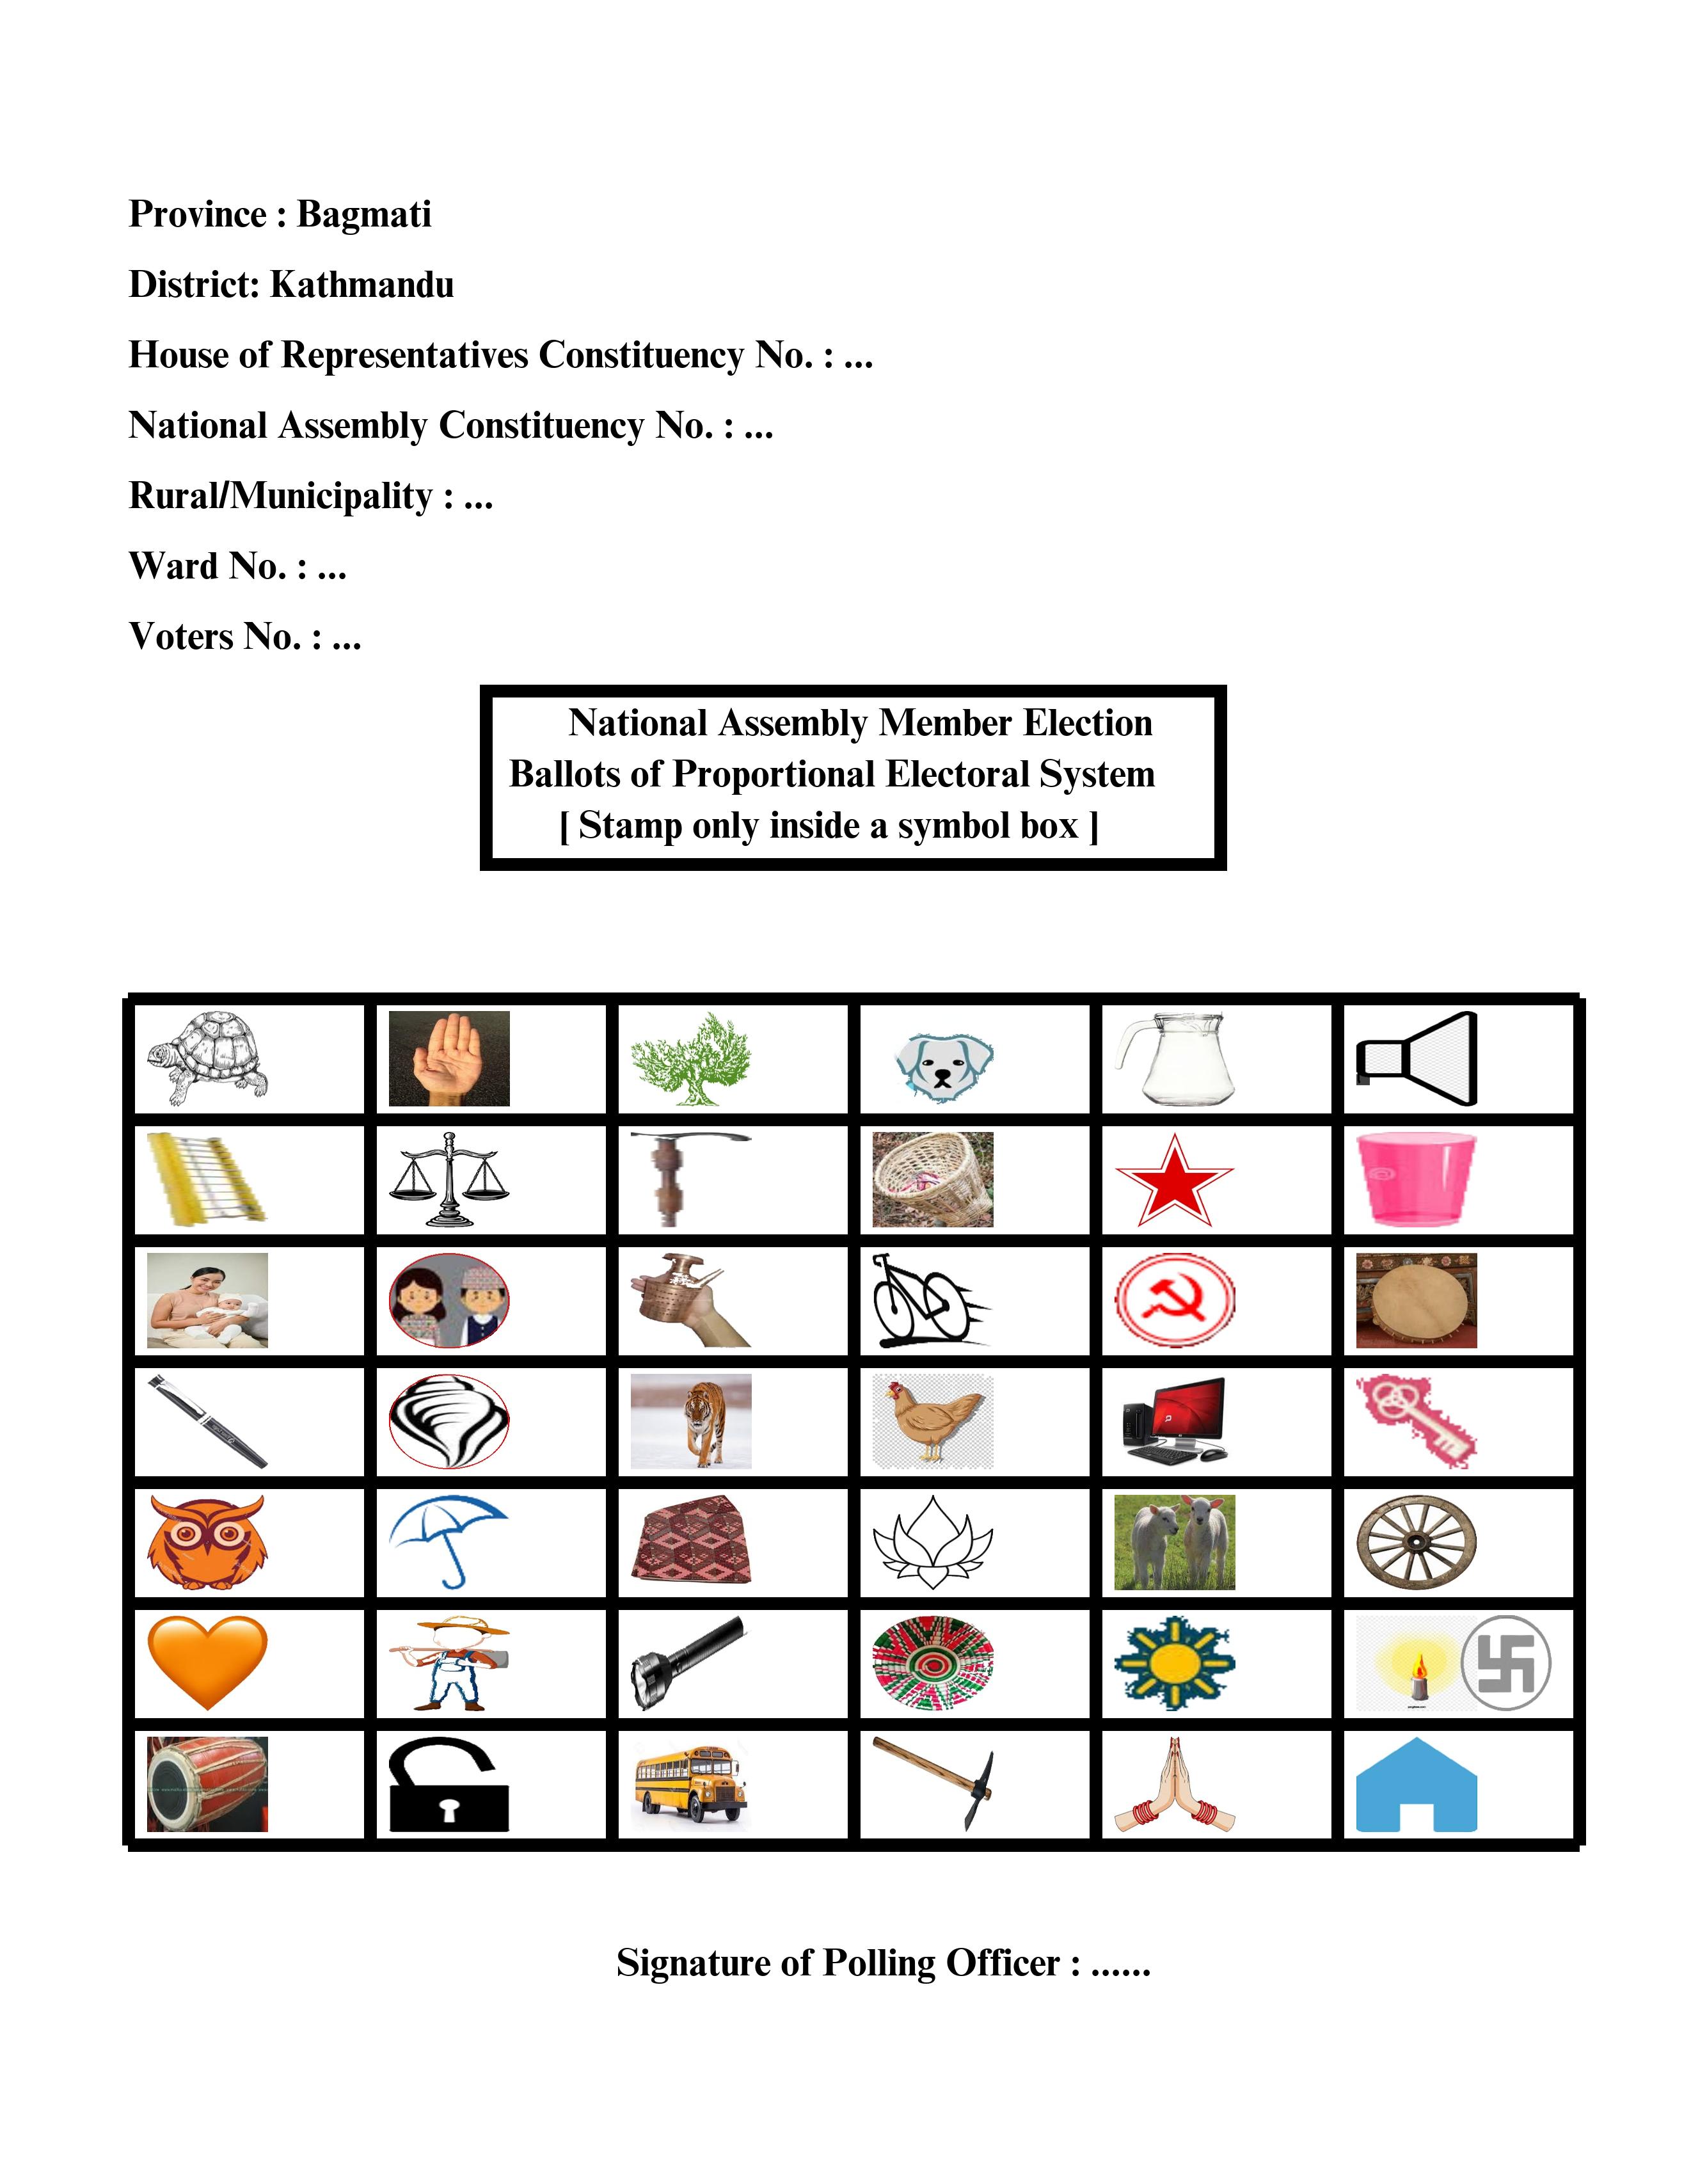 Province : Bagmati
District: Kathmandu
House of Representatives Constituency No. : ...
National Assembly Constituency No. : ...
Rural/Municipality : ...
Ward No. : ...
Voters No. : ...
National Assembly Member Election
Ballots of Proportional Electoral System
[ Stamp only inside a symbol box ]
Signature of Polling Officer : ......